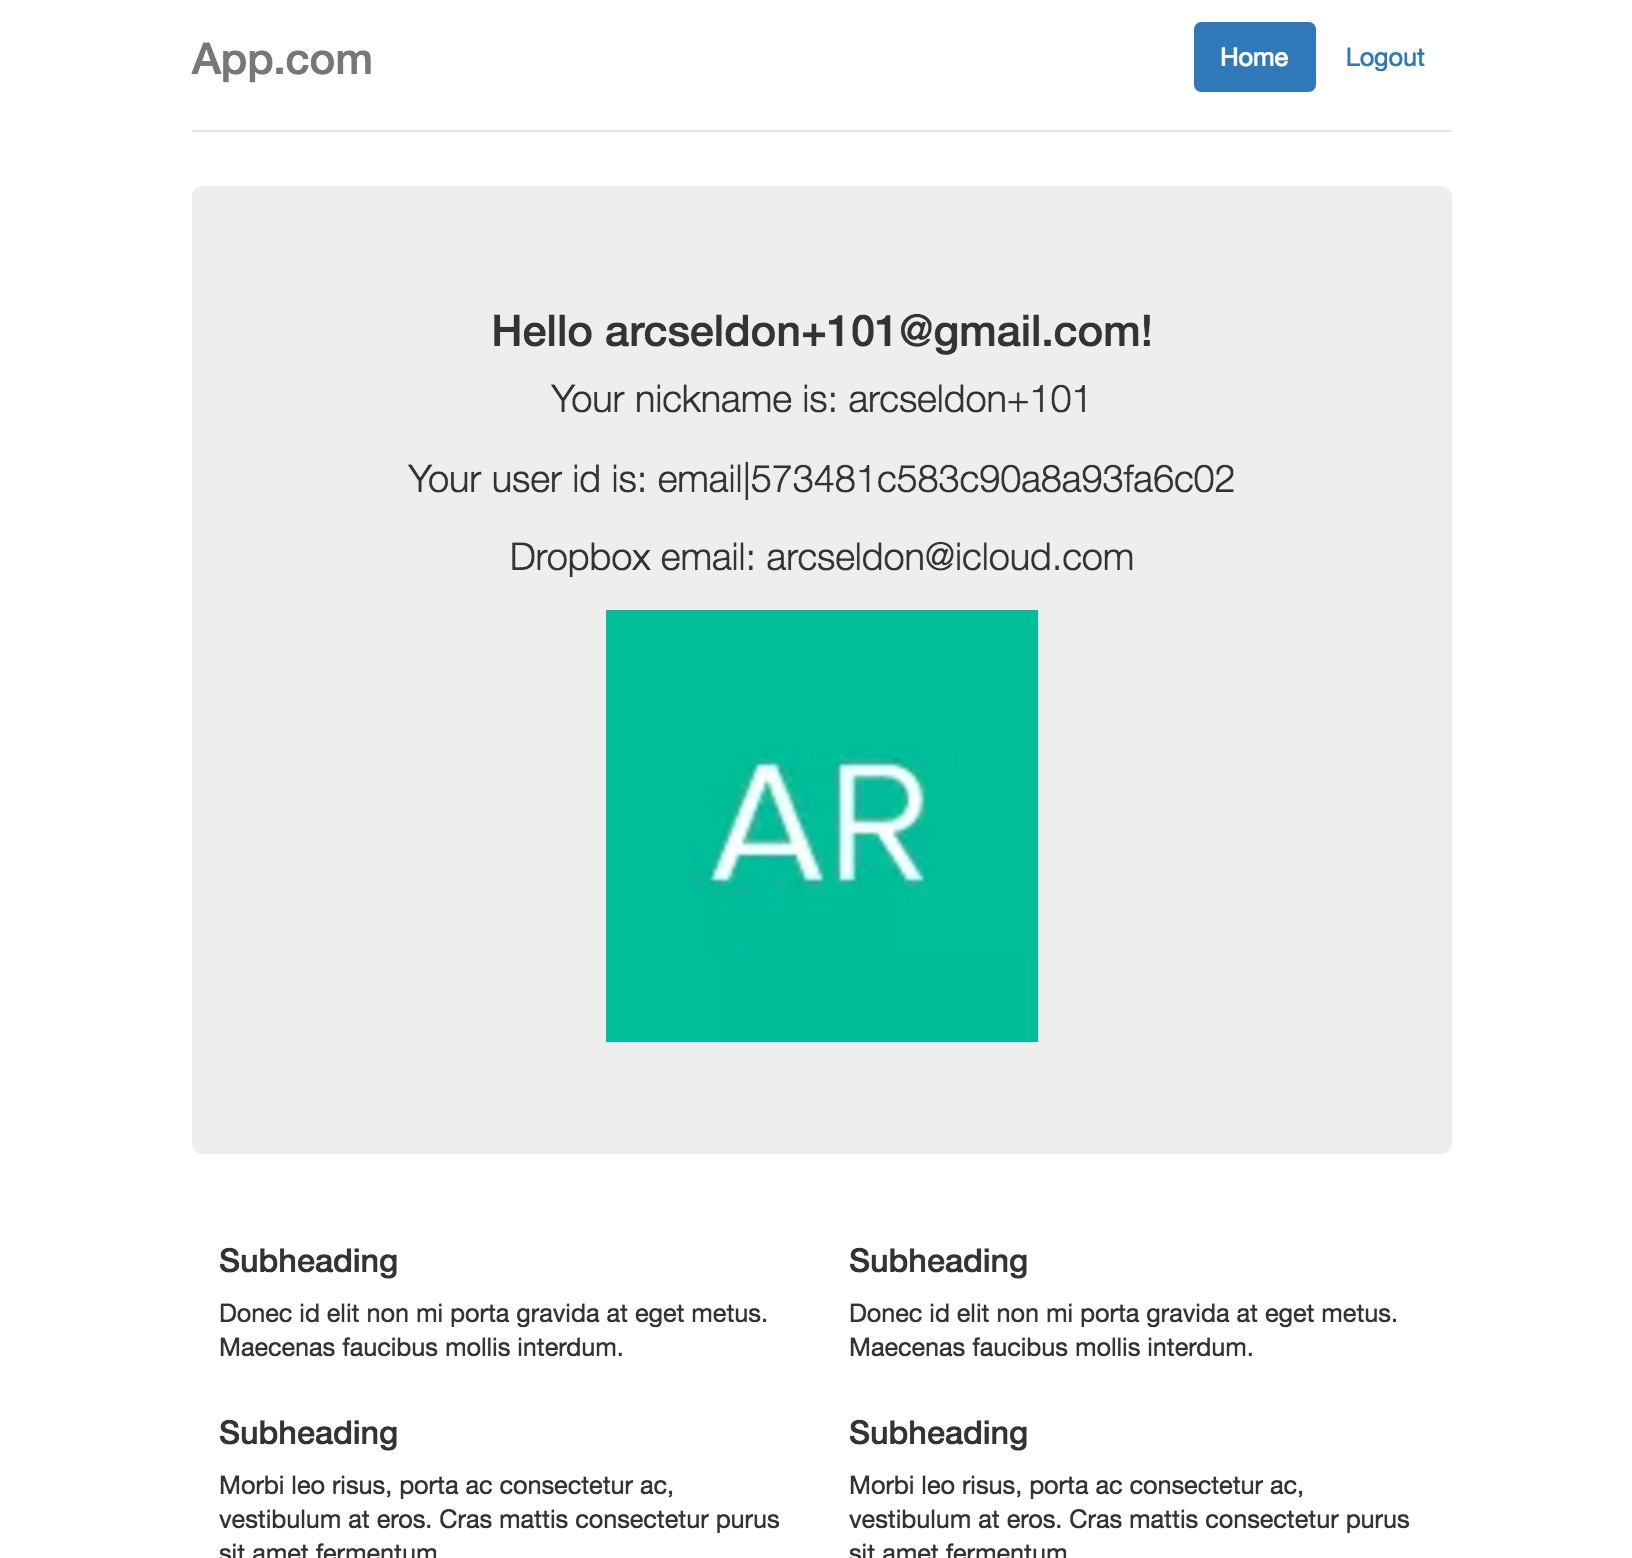 App.com
Home
Logout
Hello arcseldon+101@gmail.com!
Your nickname is: arcseldon+101
Your user id is: email|573481c583c90a8a93fa6c02
Dropbox email: arcseldon@icloud.com
AR
Subheading
Donec id elit non mi porta gravida at eget metus.
Maecenas faucibus mollis interdum.
Subheading
Donec id elit non mi porta gravida at eget metus.
Maecenas faucibus mollis interdum.
Subheading
Morbi leo risus, porta ac consectetur ac,
vestibulum at eros. Cras mattis consectetur purus
sit amet fermentum
Subheading
Morbi leo risus, porta ac consectetur ac,
vestibulum at eros. Cras mattis consectetur purus
sit amet fermentum